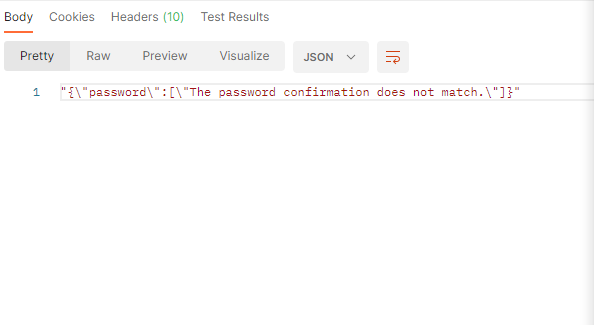 Body Cookies Headers (10) Test Results
Pretty Raw Preview Visualize JSON
1 "{\"password\":[\"The password confirmation does not match.\"]}"